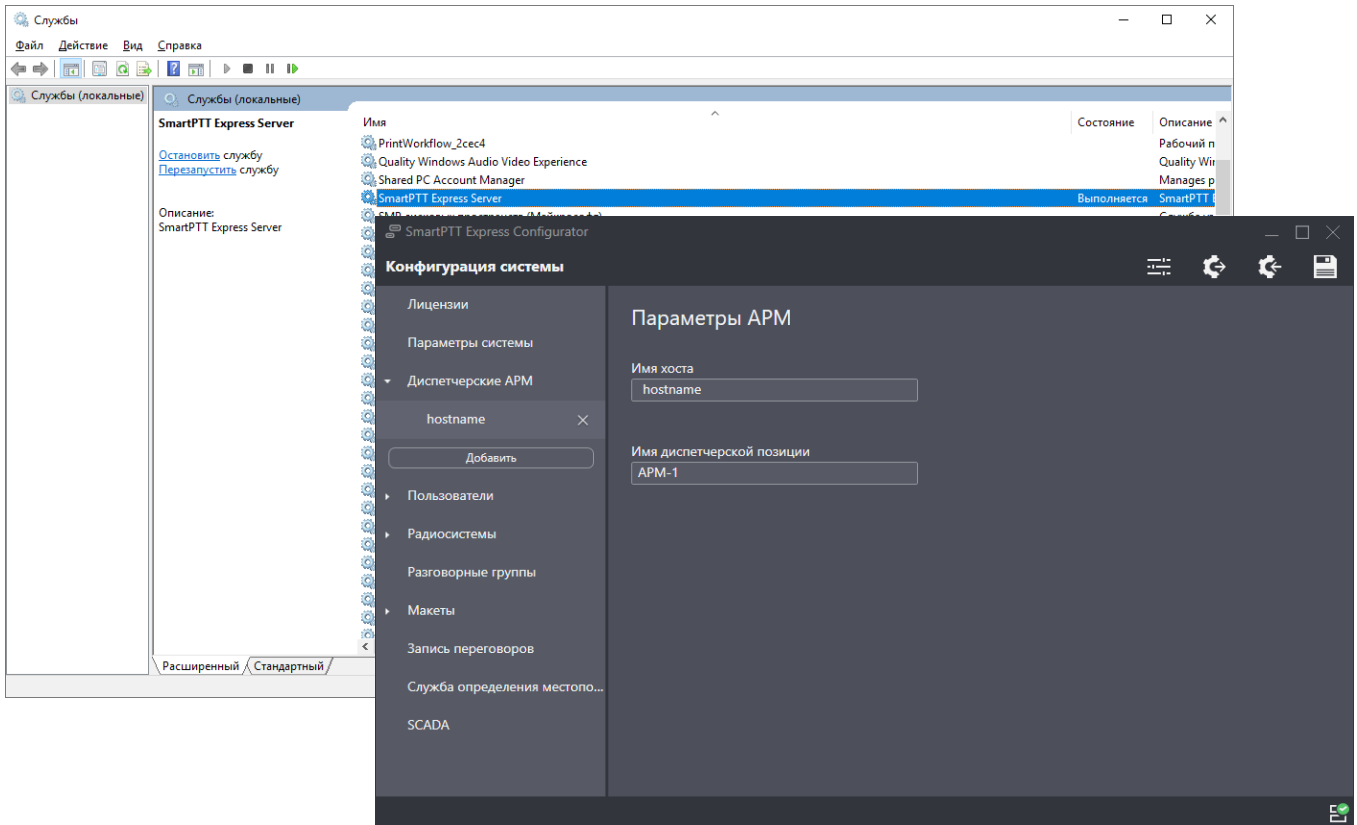 Службы
Файл Действие Вид Справка
Службы (локальные)
Службы (локальные)
SmartPTT Express Server
Остановить службу
Перезапустить службу
Описание:
SmartPTT Express Server
Имя Состояние Описание
PrintWorkflow_2cec4 Рабочий п
Quality Windows Audio Video Experience Quality Wir
Shared PC Account Manager Manages p
SmartPTT Express Server Выполняется SmartPTT E
Расширенный Стандартный
SmartPTT Express Configurator
Конфигурация системы
Лицензии
Параметры системы
Диспетчерские АРМ
hostname
Добавить
Пользователи
Радиосистемы
Разговорные группы
Макеты
Запись переговоров
Служба определения местопо...
SCADA
Параметры АРМ
Имя хоста
hostname
Имя диспетчерской позиции
АРМ-1